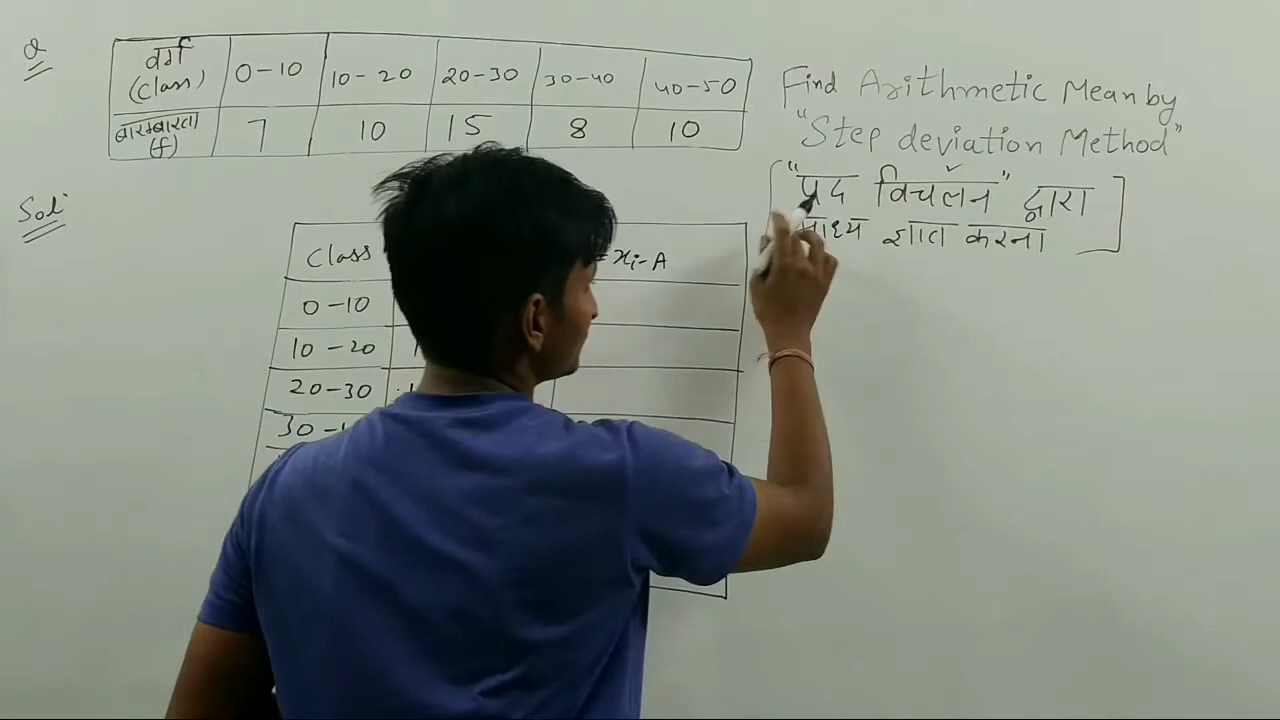 Q
वर्ग (class) 0-10 10-20 20-30 30-40 40-50
बारम्बारता (f) 7 10 15 8 10
Find Arithmetic Mean by
"Step deviation Method"
["पद विचलन" द्वारा
माध्य ज्ञात करना]
Sol
Class = xi-A
0-10
10-20
20-30
30-